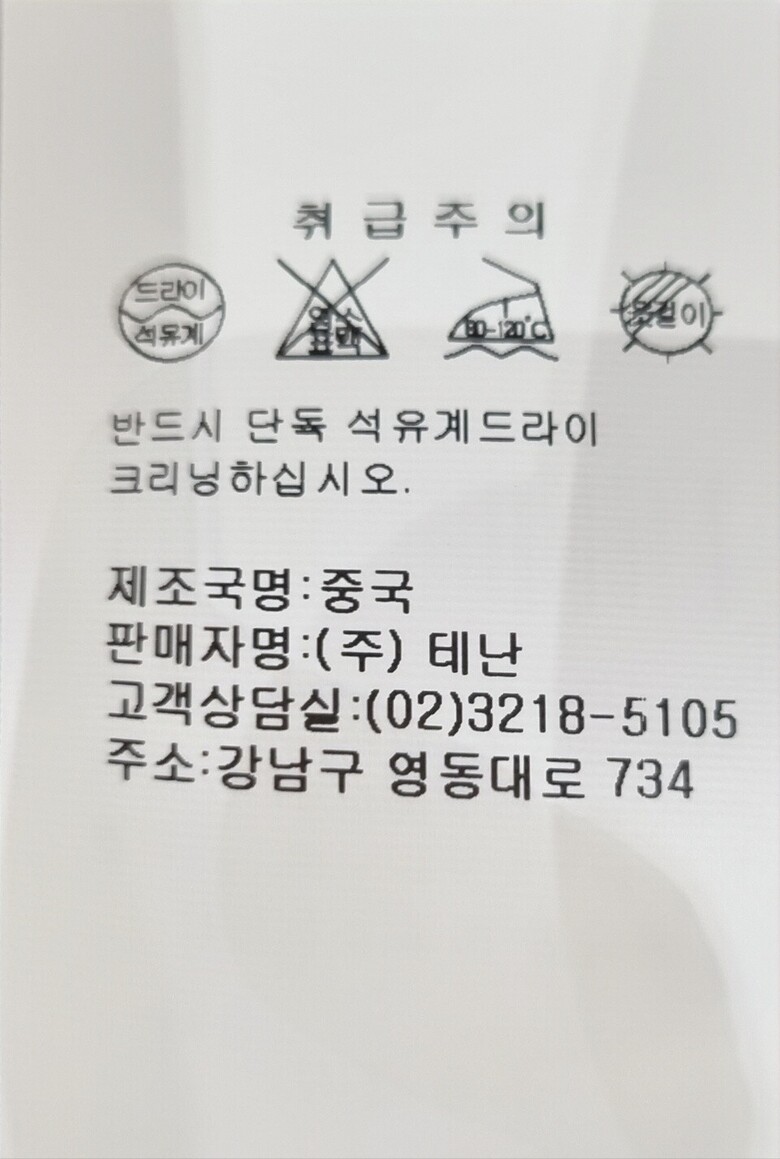 취급주의
드라이
석유계
염소
표백
80-120℃
옷걸이
반드시 단독 석유계드라이
크리닝하십시오.
제조국명:중국
판매자명:(주) 테난
고객상담실:(02)3218-5105
주소:강남구 영동대로 734